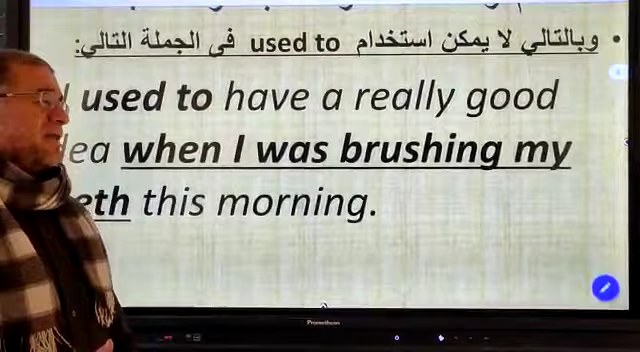 • وبالتالي لا يمكن استخدام used to في الجملة التالي:
used to have a really good
when I was brushing my
this morning.
Promethean